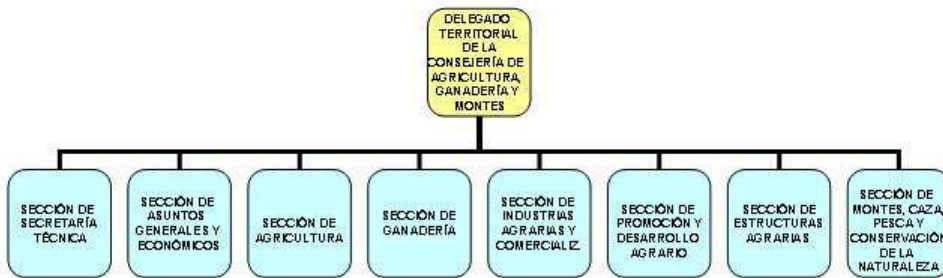 DELEGADO
TERRITORIAL
DE LA
CONSEJERÍA DE
AGRICULTURA,
GANADERÍA Y
MONTES
SECCIÓN DE
SECRETARÍA
TÉCNICA
SECCIÓN DE
ASUNTOS
GENERALES Y
ECONÓMICOS
SECCIÓN DE
AGRICULTURA
SECCIÓN DE
GANADERÍA
SECCIÓN DE
INDUSTRIAS
AGRARIAS Y
COMERCIALIZ.
SECCIÓN DE
PROMOCIÓN Y
DESARROLLO
AGRARIO
SECCIÓN DE
ESTRUCTURAS
AGRARIAS
SECCIÓN DE
MONTES, CAZA,
PESCA Y
CONSERVACIÓN
DE LA
NATURALEZA